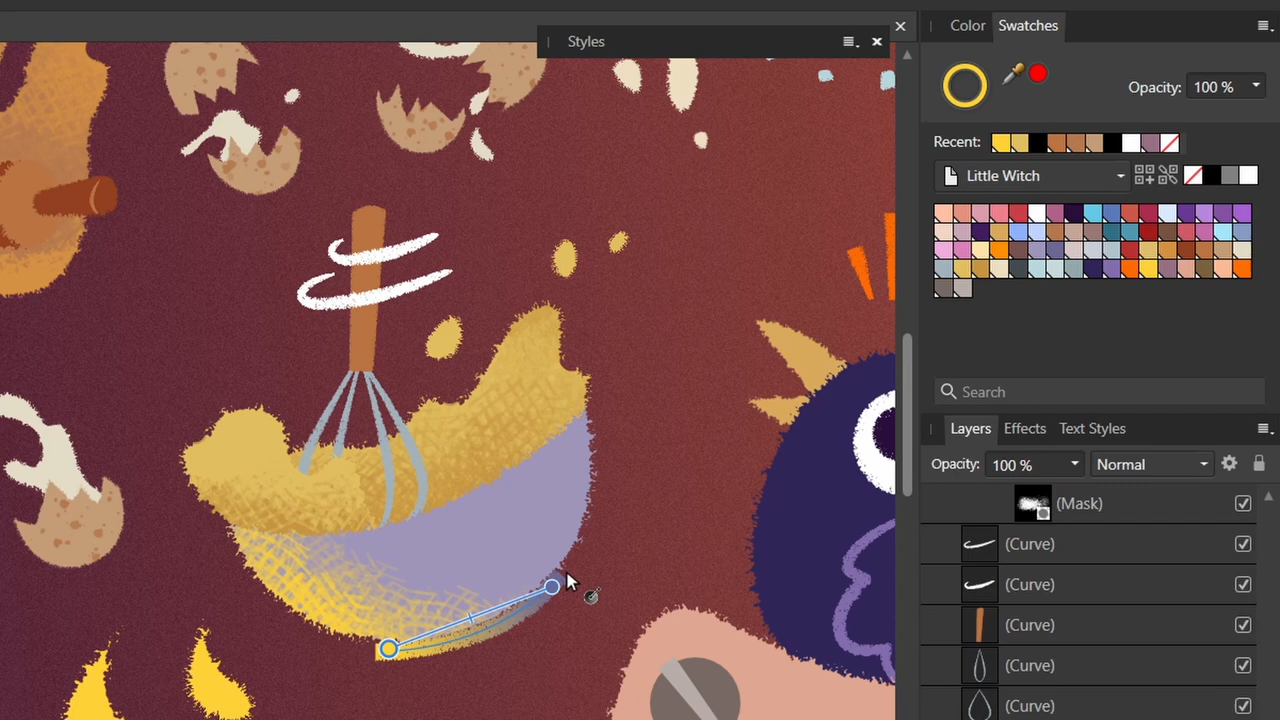 Styles
Color Swatches
Opacity: 100 %
Recent:
Little Witch
Search
Layers Effects Text Styles
Opacity: 100 % Normal
(Mask)
(Curve)
(Curve)
(Curve)
(Curve)
(Curve)